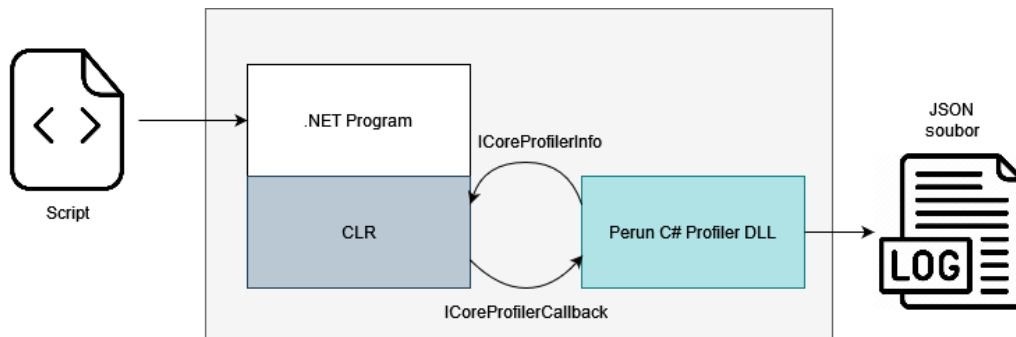 Script
.NET Program
CLR
ICoreProfilerInfo
ICoreProfilerCallback
Perun C# Profiler DLL
JSON
soubor
LOG